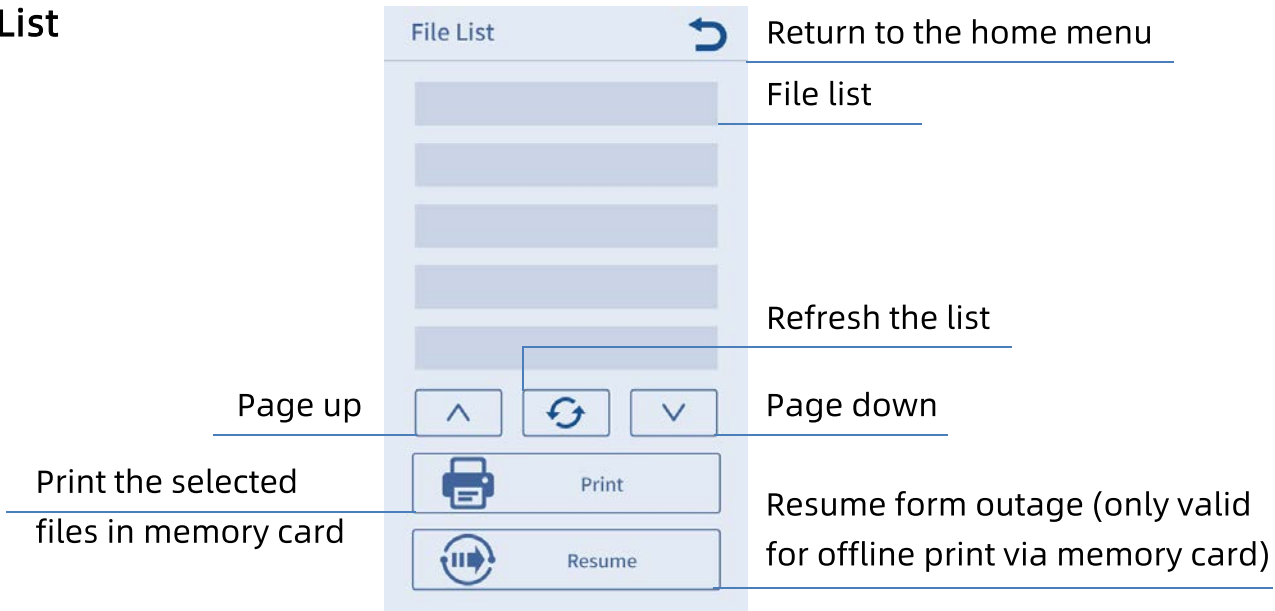 List
File List
Return to the home menu
File list
Refresh the list
Page up
Page down
Print the selected
files in memory card
Print
Resume form outage (only valid
for offline print via memory card)
Resume